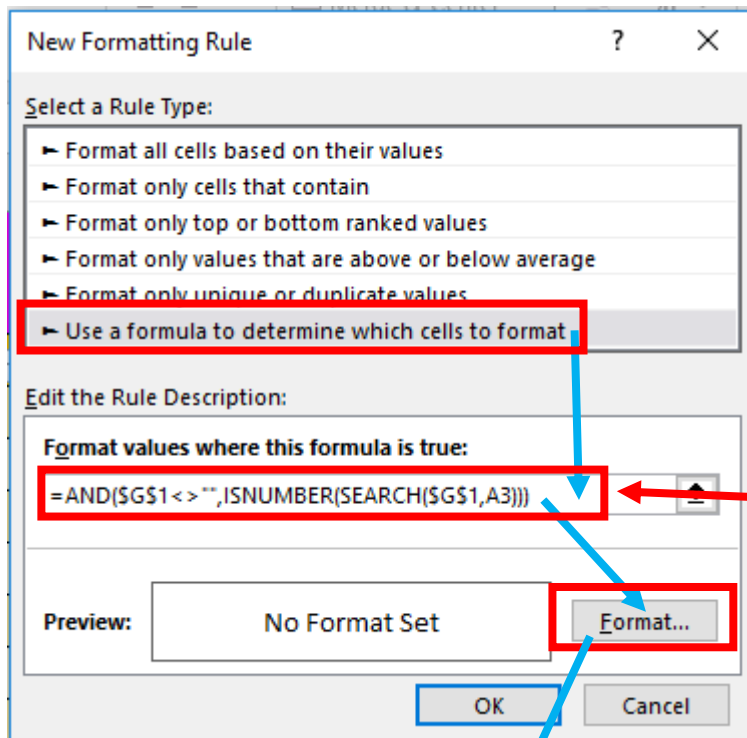 New Formatting Rule ? ×
Select a Rule Type:
► Format all cells based on their values
► Format only cells that contain
► Format only top or bottom ranked values
► Format only values that are above or below average
► Format only unique or duplicate values
► Use a formula to determine which cells to format
Edit the Rule Description:
Format values where this formula is true:
=AND($G$1<>"",ISNUMBER(SEARCH($G$1,A3)))
Preview: No Format Set Format...
OK Cancel